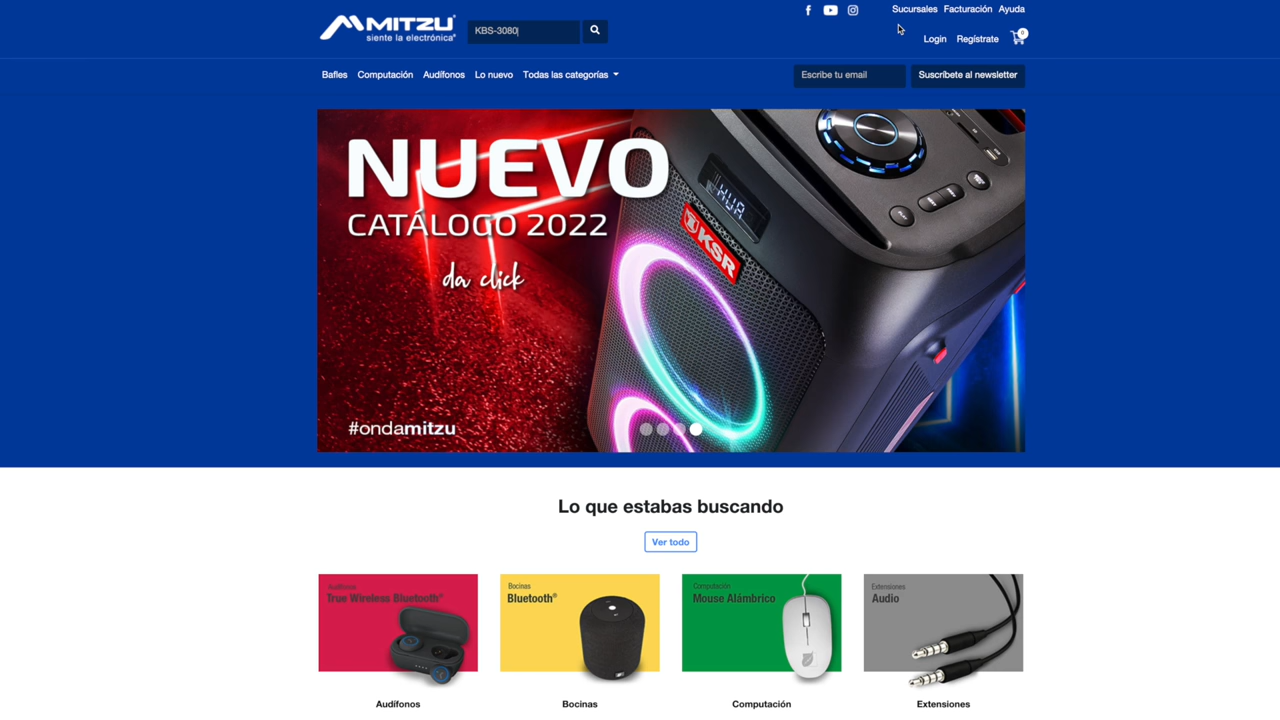 MITZU®
siente la electrónica®
KBS-3080
Sucursales Facturación Ayuda
Login Regístrate 0
Bafles Computación Audífonos Lo nuevo Todas las categorías
Escribe tu email
Suscríbete al newsletter
NUEVO
CATÁLOGO 2022
da click
KSR
#ondamitzu
Lo que estabas buscando
Ver todo
Audífonos
True Wireless Bluetooth®
Bocinas
Bluetooth®
Computación
Mouse Alámbrico
Extensiones
Audio
Audífonos
Bocinas
Computación
Extensiones